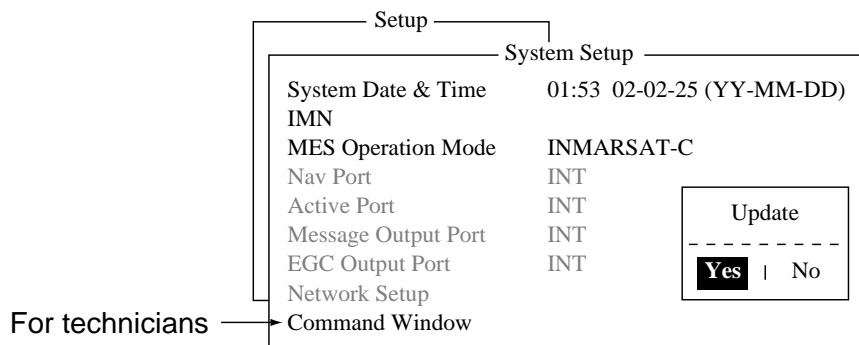 Setup
System Setup
System Date & Time 01:53 02-02-25 (YY-MM-DD)
IMN
MES Operation Mode INMARSAT-C
Nav Port INT
Active Port INT
Message Output Port INT
EGC Output Port INT
Network Setup
Command Window
Update
Yes | No
For technicians